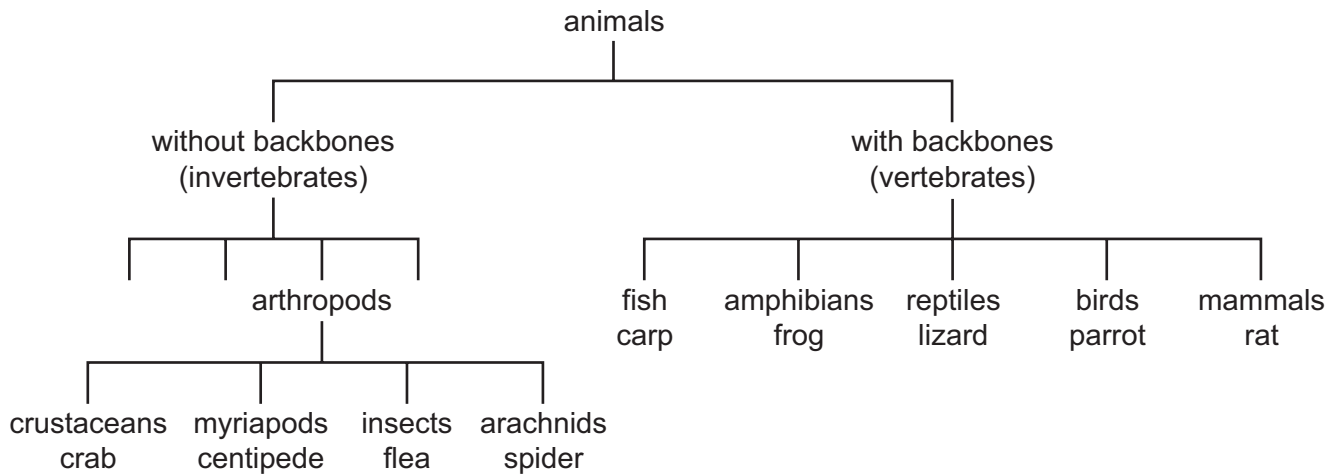 animals
without backbones
(invertebrates)
with backbones
(vertebrates)
arthropods
fish
carp
amphibians
frog
reptiles
lizard
birds
parrot
mammals
rat
crustaceans
crab
myriapods
centipede
insects
flea
arachnids
spider